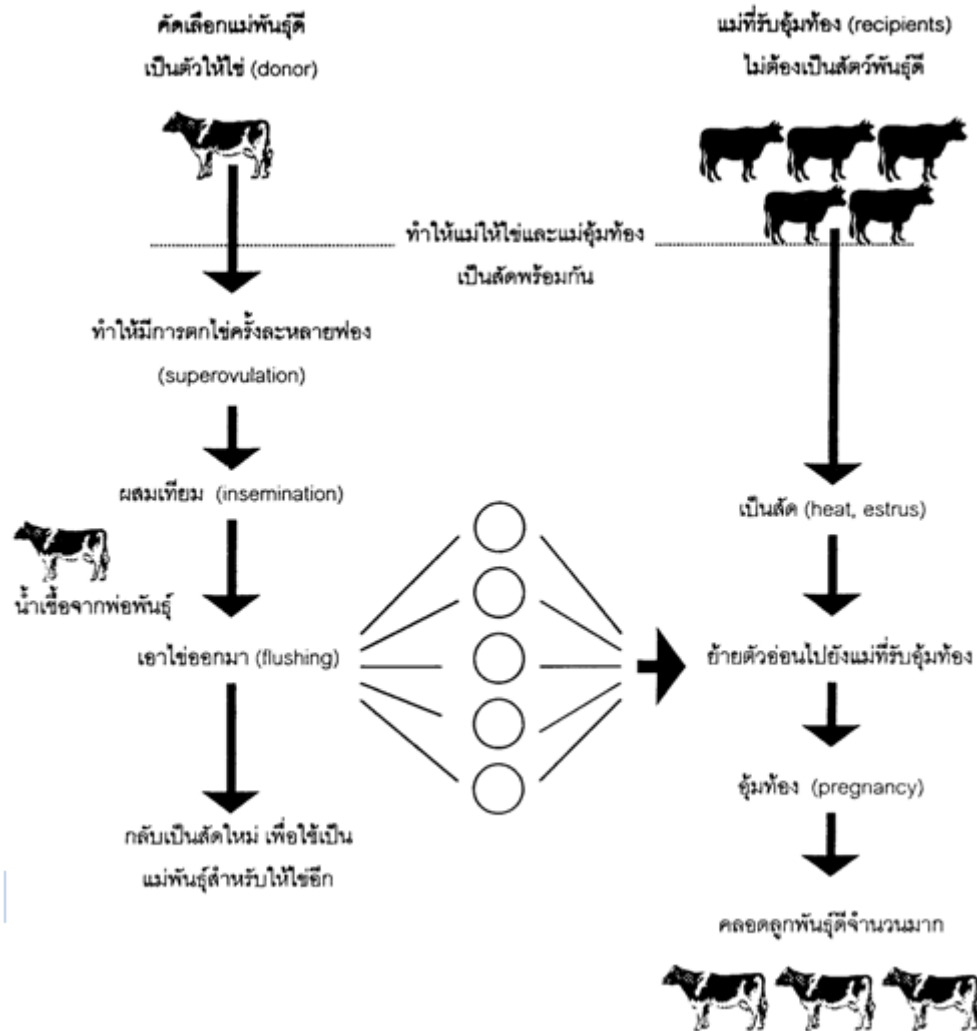 คัดเลือกแม่พันธุ์ดี
เป็นตัวให้ไข่ (donor)
แม่ที่รับอุ้มท้อง (recipients)
ไม่ต้องเป็นสัตว์พันธุ์ดี
ทำให้แม่ให้ไข่และแม่อุ้มท้อง
เป็นสัดพร้อมกัน
ทำให้มีการตกไข่ครั้งละหลายฟอง
(superovulation)
ผสมเทียม (insemination)
น้ำเชื้อจากพ่อพันธุ์
เอาไข่ออกมา (flushing)
กลับเป็นสัดใหม่ เพื่อใช้เป็น
แม่พันธุ์สำหรับให้ไข่อีก
เป็นสัด (heat, estrus)
ย้ายตัวอ่อนไปยังแม่ที่รับอุ้มท้อง
อุ้มท้อง (pregnancy)
คลอดลูกพันธุ์ดีจำนวนมาก